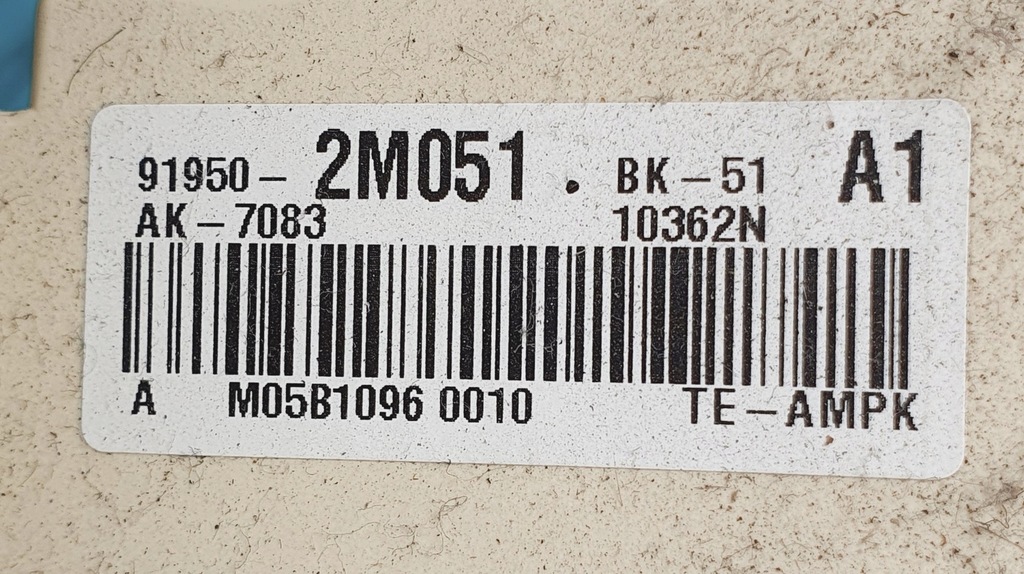 91950- 2M051 . BK-51 A1
AK-7083 10362N
A M05B1096 0010 TE-AMPK